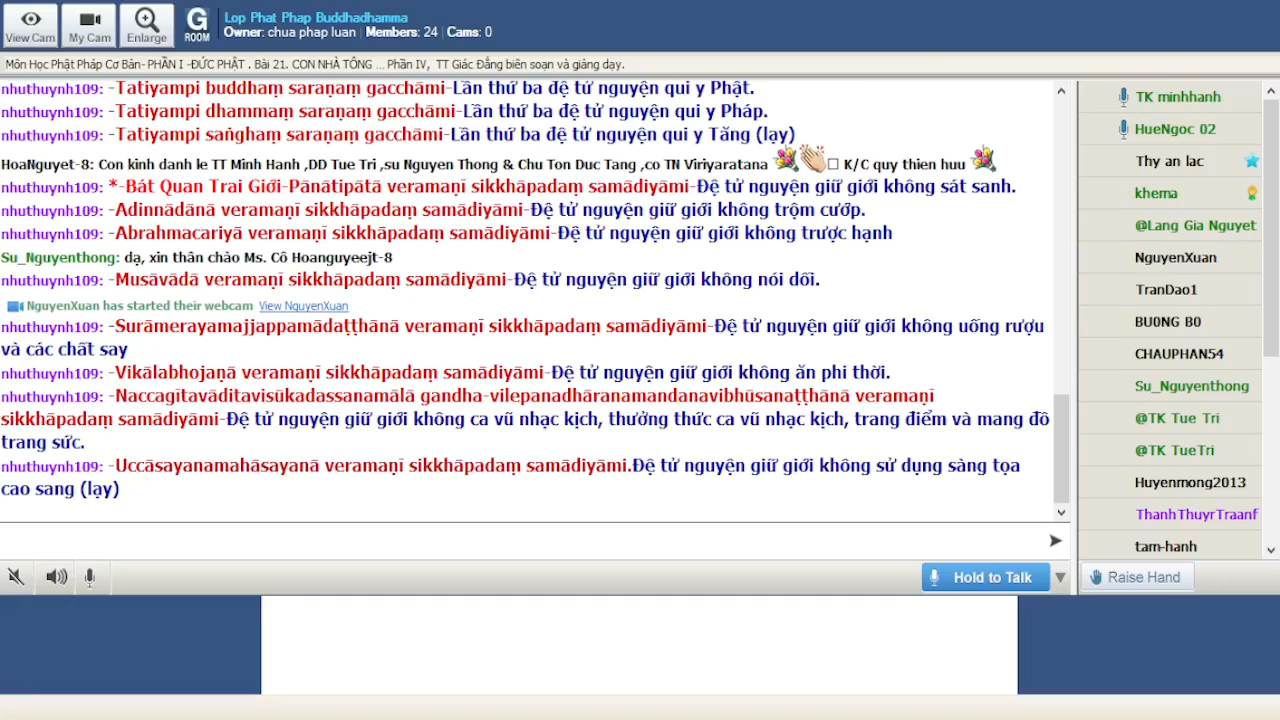 View Cam
My Cam
Enlarge
G
ROOM
Lop Phat Phap Buddhadhamma
Owner: chua phap luan | Members: 24 | Cams: 0
Môn Học Phật Pháp Cơ Bản- PHẦN I -ĐỨC PHẬT . Bài 21. CON NHÀ TÔNG ... Phần IV, TT Giác Đẳng biên soạn và giảng dạy.
nhuthuynh109: -Tatiyampi buddhaṃ saraṇaṃ gacchāmi-Lần thứ ba đệ tử nguyện qui y Phật.
nhuthuynh109: -Tatiyampi dhammaṃ saraṇaṃ gacchāmi-Lần thứ ba đệ tử nguyện qui y Pháp.
nhuthuynh109: -Tatiyampi saṅghaṃ saraṇaṃ gacchāmi-Lần thứ ba đệ tử nguyện qui y Tăng (lạy)
HoaNguyet-8: Con kinh danh le TT Minh Hanh ,DD Tue Tri ,su Nguyen Thong & Chu Ton Duc Tang ,co TN Viriyaratana K/C quy thien huu
nhuthuynh109: *-Bát Quan Trai Giới-Pānātipātā veramaṇī sikkhāpadaṃ samādiyāmi-Đệ tử nguyện giữ giới không sát sanh.
nhuthuynh109: -Adinnādānā veramaṇī sikkhāpadaṃ samādiyāmi-Đệ tử nguyện giữ giới không trộm cướp.
nhuthuynh109: -Abrahmacariyā veramaṇī sikkhāpadaṃ samādiyāmi-Đệ tử nguyện giữ giới không trược hạnh
Su_Nguyenthong: dạ, xin thân chào Ms. Cô Hoanguyeejt-8
nhuthuynh109: -Musāvādā veramaṇī sikkhāpadaṃ samādiyāmi-Đệ tử nguyện giữ giới không nói dối.
NguyenXuan has started their webcam View NguyenXuan
nhuthuynh109: -Surāmerayamajjappamādaṭṭhānā veramaṇī sikkhāpadaṃ samādiyāmi-Đệ tử nguyện giữ giới không uống rượu
và các chất say
nhuthuynh109: -Vikālabhojaṇā veramaṇī sikkhāpadaṃ samādiyāmi-Đệ tử nguyện giữ giới không ăn phi thời.
nhuthuynh109: -Naccagītavāditavisūkadassanamālā gandha-vilepanadhāranamandanavibhūsanaṭṭhānā veramaṇī
sikkhāpadaṃ samādiyāmi-Đệ tử nguyện giữ giới không ca vũ nhạc kịch, thưởng thức ca vũ nhạc kịch, trang điểm và mang đồ
trang sức.
nhuthuynh109: -Uccāsayanamahāsayanā veramaṇī sikkhāpadaṃ samādiyāmi.Đệ tử nguyện giữ giới không sử dụng sàng tọa
cao sang (lạy)
Hold to Talk
TK minhhanh
HueNgoc 02
Thy an lac
khema
@Lang Gia Nguyet
NguyenXuan
TranDao1
BU0NG B0
CHAUPHAN54
Su_Nguyenthong
@TK Tue Tri
@TK TueTri
Huyenmong2013
ThanhThuyrTraanf
tam-hanh
Raise Hand